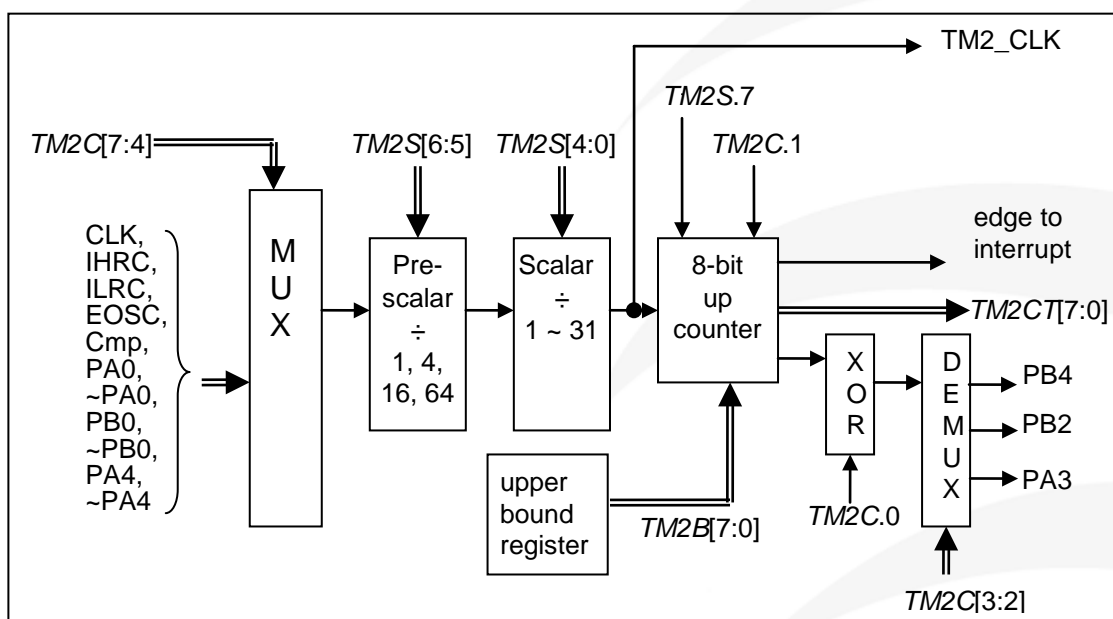 TM2_CLK
TM2S.7
TM2C[7:4]
TM2S[6:5]
TM2S[4:0]
TM2C.1
CLK,
IHRC,
ILRC,
EOSC,
Cmp,
PA0,
~PA0,
PB0,
~PB0,
PA4,
~PA4
M
U
X
Pre-
scalar
÷
1, 4,
16, 64
Scalar
÷
1 ~ 31
8-bit
up
counter
edge to
interrupt
TM2CT[7:0]
X
O
R
D
E
M
U
X
PB4
PB2
PA3
upper
bound
register
TM2B[7:0]
TM2C.0
TM2C[3:2]